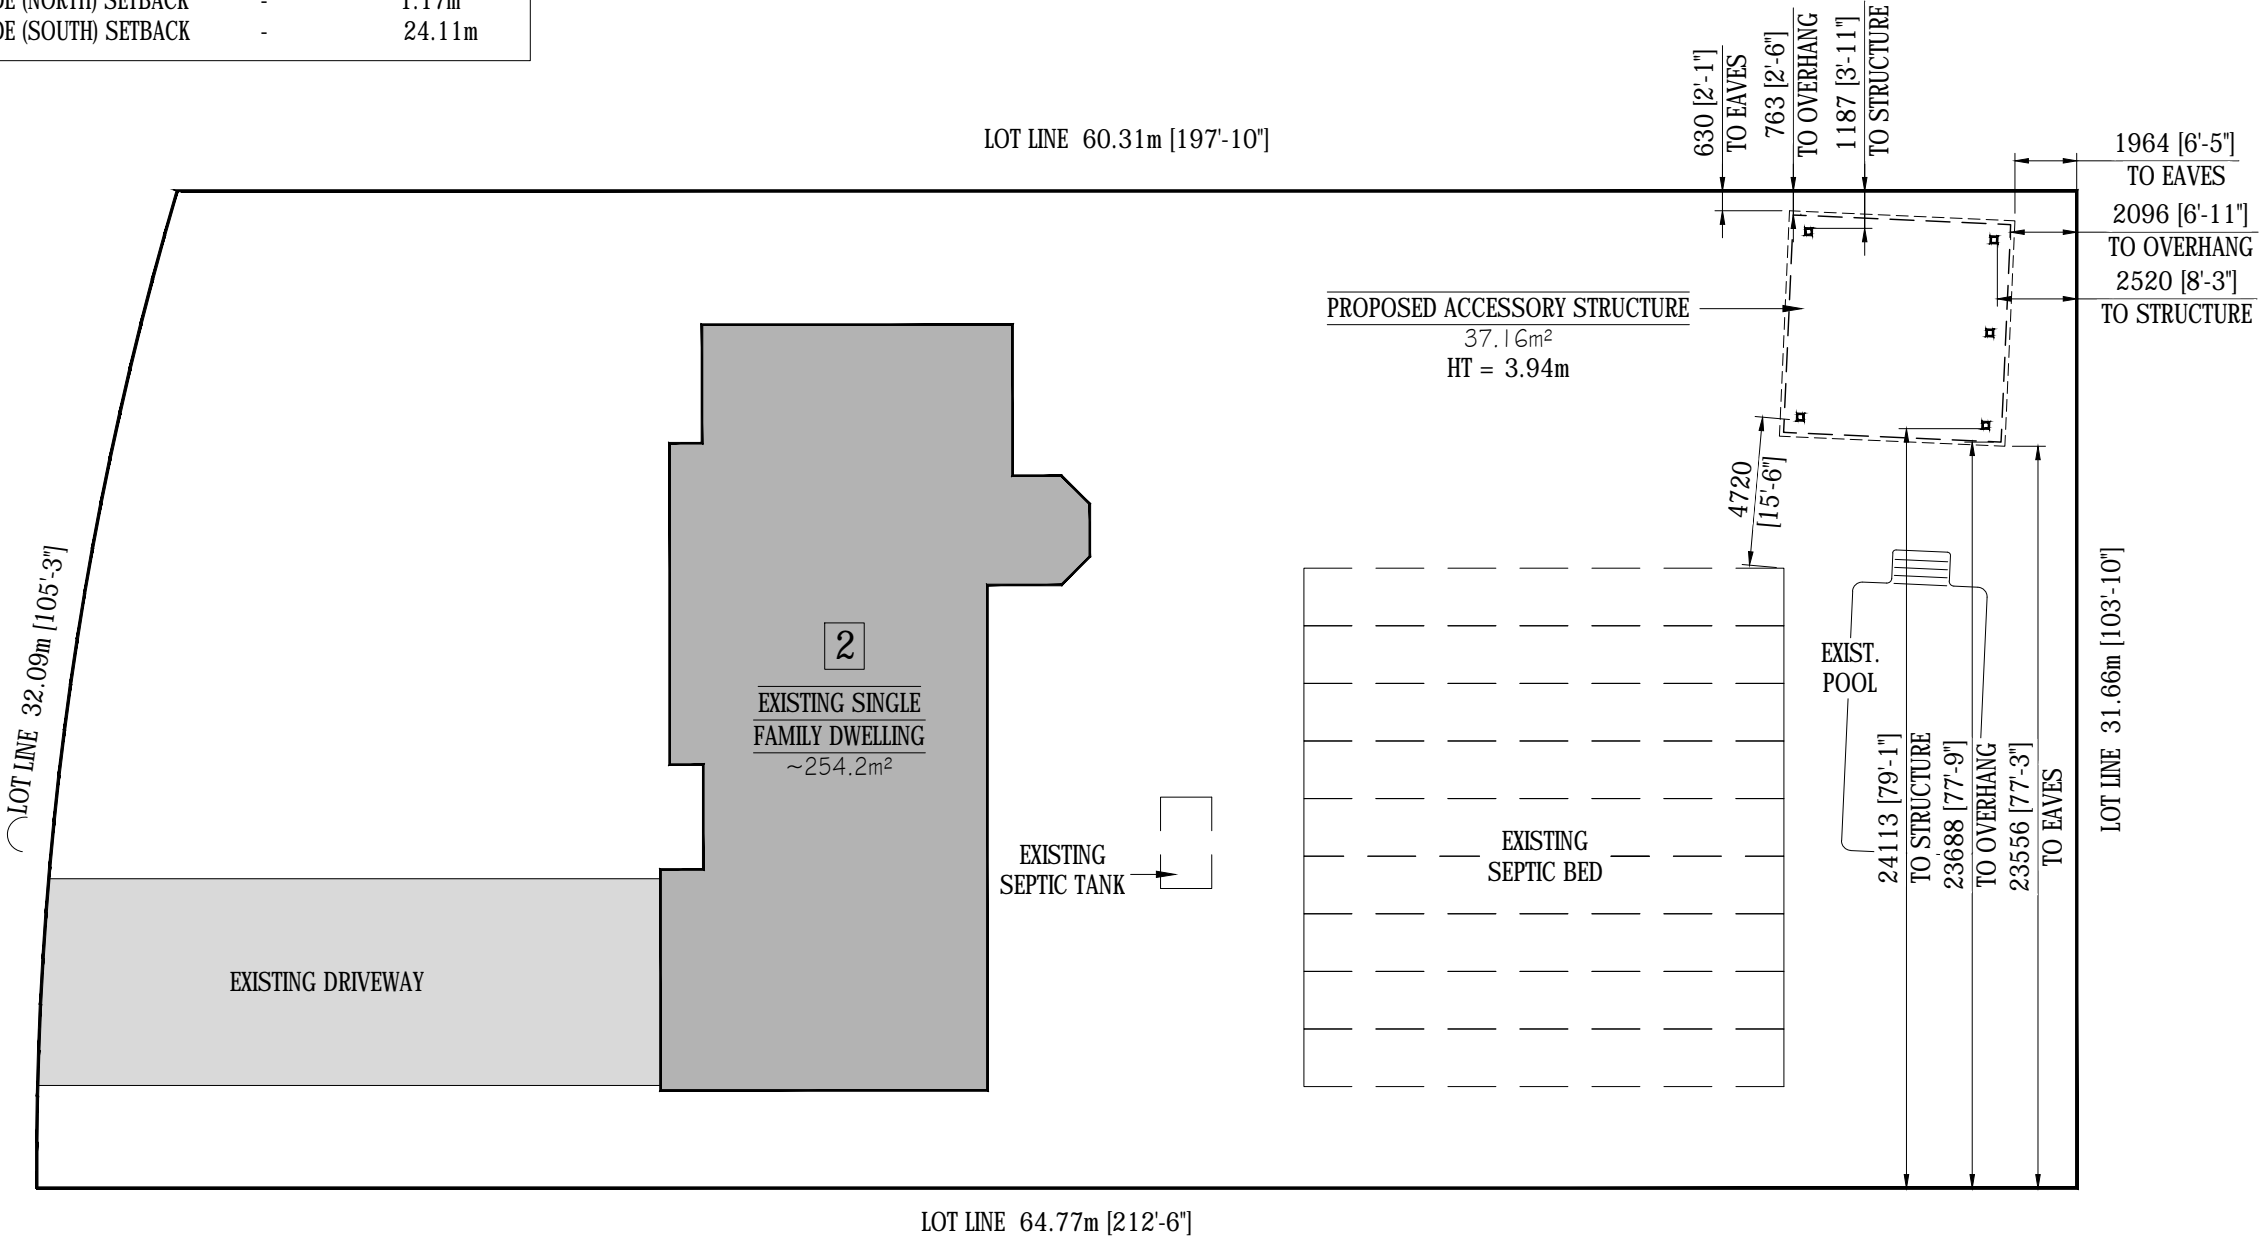 DE (NORTH) SETBACK - 1.17m
DE (SOUTH) SETBACK - 24.11m
630 [2'-1"]
TO EAVES
763 [2'-6"]
TO OVERHANG
1187 [3'-11"]
TO STRUCTURE
LOT LINE 60.31m [197'-10"]
1964 [6'-5"]
TO EAVES
2096 [6'-11"]
TO OVERHANG
2520 [8'-3"]
TO STRUCTURE
PROPOSED ACCESSORY STRUCTURE
37.16m²
HT = 3.94m
4720
[15'-6"]
LOT LINE 32.09m [105'-3"]
2
EXISTING SINGLE
FAMILY DWELLING
~254.2m²
EXIST.
POOL
LOT LINE 31.66m [103'-10"]
24113 [79'-1"]
TO STRUCTURE
23688 [77'-9"]
TO OVERHANG
23556 [77'-3"]
TO EAVES
EXISTING
SEPTIC TANK
EXISTING
SEPTIC BED
EXISTING DRIVEWAY
LOT LINE 64.77m [212'-6"]